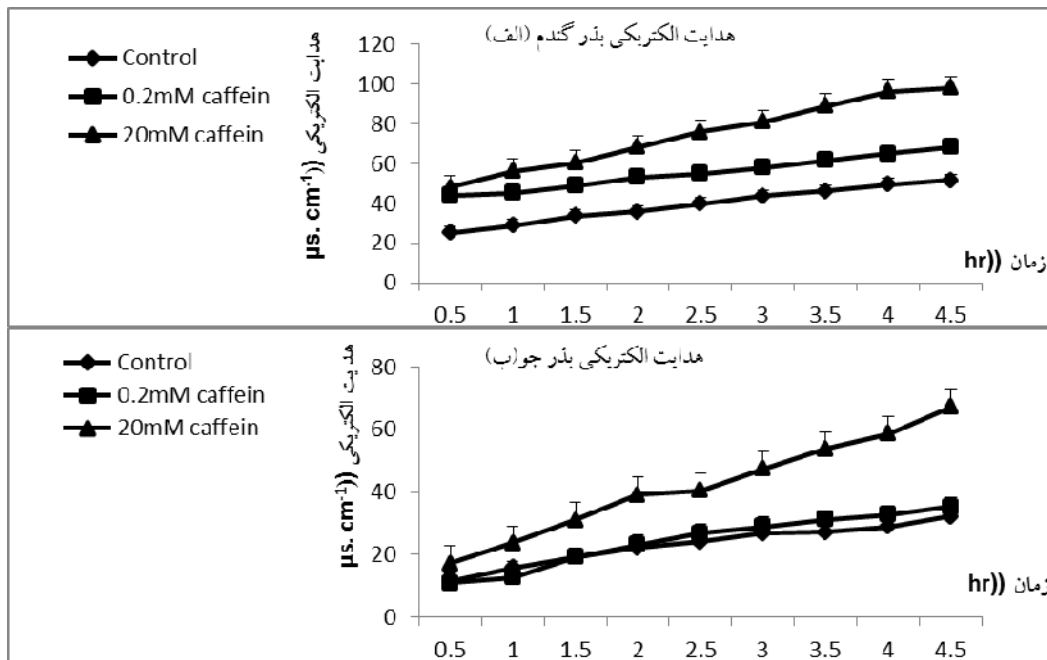 هدایت الکتریکی بذر گندم (الف)
Control
0.2mM caffein
20mM caffein
هدایت الکتریکی ((µs. cm-1
120
100
80
60
40
20
0
0.5 1 1.5 2 2.5 3 3.5 4 4.5
زمان ((hr
هدایت الکتریکی بذر جو(ب)
Control
0.2mM caffein
20mM caffein
هدایت الکتریکی ((µs. cm-1
80
60
40
20
0
0.5 1 1.5 2 2.5 3 3.5 4 4.5
زمان ((hr